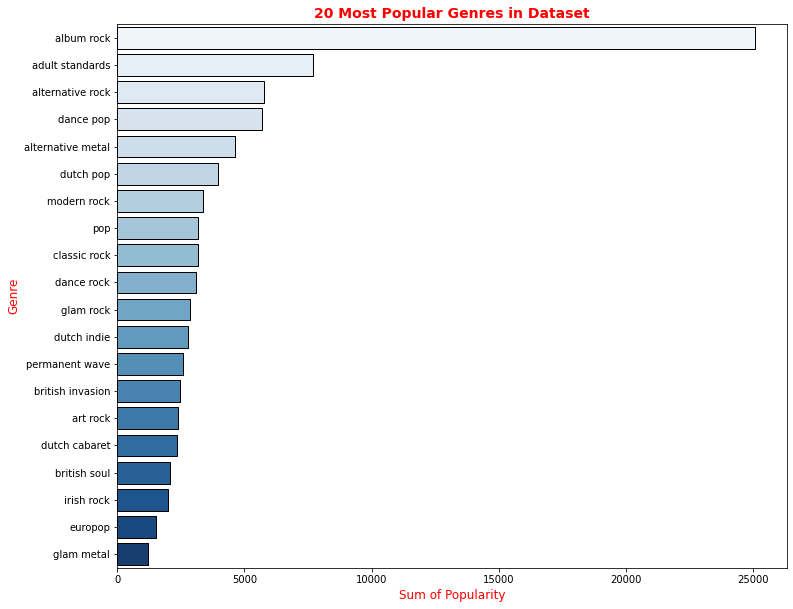 20 Most Popular Genres in Dataset
Genre
album rock
adult standards
alternative rock
dance pop
alternative metal
dutch pop
modern rock
pop
classic rock
dance rock
glam rock
dutch indie
permanent wave
british invasion
art rock
dutch cabaret
british soul
irish rock
europop
glam metal
0 5000 10000 15000 20000 25000
Sum of Popularity